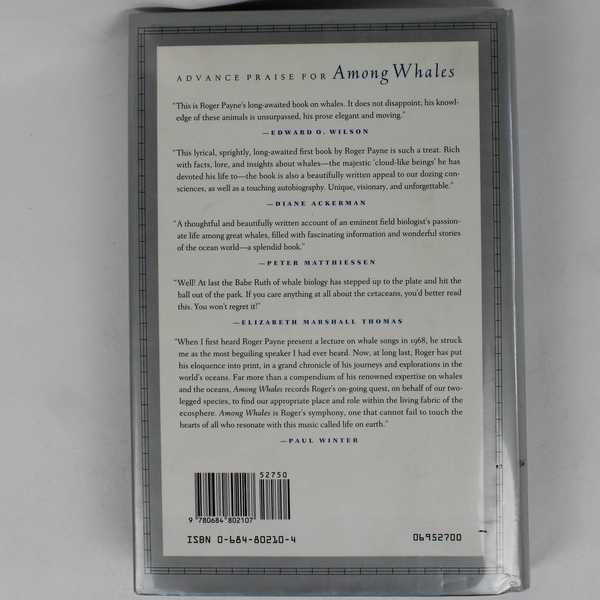 ADVANCE PRAISE FOR Among Whales
"This is Roger Payne's long-awaited book on whales. It does not disappoint; his knowl-
edge of these animals is unsurpassed, his prose elegant and moving."
—EDWARD O. WILSON
"This lyrical, sprightly, long-awaited first book by Roger Payne is such a treat. Rich
with facts, lore, and insights about whales—the majestic 'cloud-like beings' he has
devoted his life to—the book is also a beautifully written appeal to our dozing con-
sciences, as well as a touching autobiography. Unique, visionary, and unforgettable."
—DIANE ACKERMAN
"A thoughtful and beautifully written account of an eminent field biologist's passion-
ate life among great whales, filled with fascinating information and wonderful stories
of the ocean world—a splendid book."
—PETER MATTHIESSEN
"Well! At last the Babe Ruth of whale biology has stepped up to the plate and hit the
ball out of the park. If you care anything at all about the cetaceans, you'd better read
this. You won't regret it!"
—ELIZABETH MARSHALL THOMAS
"When I first heard Roger Payne present a lecture on whale songs in 1968, he struck
me as the most beguiling speaker I had ever heard. Now, at long last, Roger has put
his eloquence into print, in a grand chronicle of his journeys and explorations in the
world's oceans. Far more than a compendium of his renowned expertise on whales
and the oceans, Among Whales records Roger's on-going quest, on behalf of our two-
legged species, to find our appropriate place and role within the living fabric of the
ecosphere. Among Whales is Roger's symphony, one that cannot fail to touch the
hearts of all who resonate with this music called life on earth."
—PAUL WINTER
52750
9 780684 802107
ISBN 0-684-80210-4
06952700